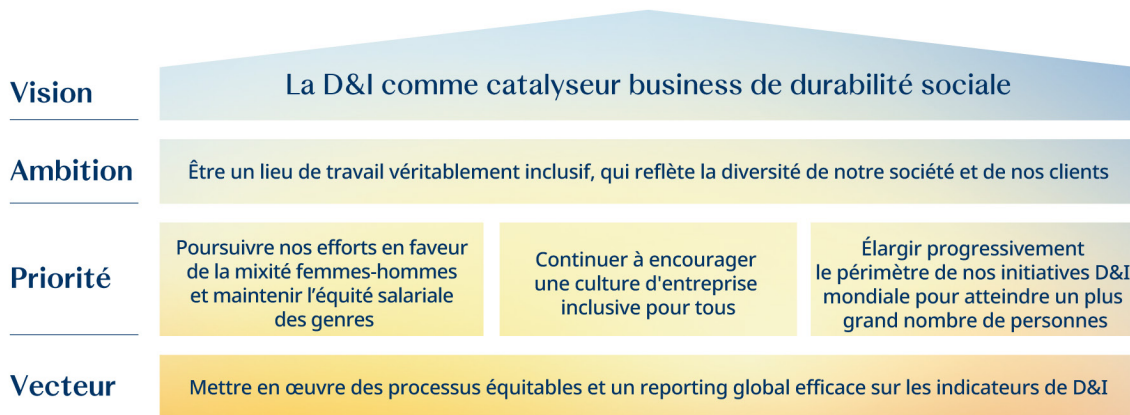 Vision
La D&I comme catalyseur business de durabilité sociale
Ambition
Être un lieu de travail véritablement inclusif, qui reflète la diversité de notre société et de nos clients
Priorité
Poursuivre nos efforts en faveur
de la mixité femmes-hommes
et maintenir l’équité salariale
des genres
Continuer à encourager
une culture d'entreprise
inclusive pour tous
Élargir progressivement
le périmètre de nos initiatives D&I
mondiale pour atteindre un plus
grand nombre de personnes
Vecteur
Mettre en œuvre des processus équitables et un reporting global efficace sur les indicateurs de D&I